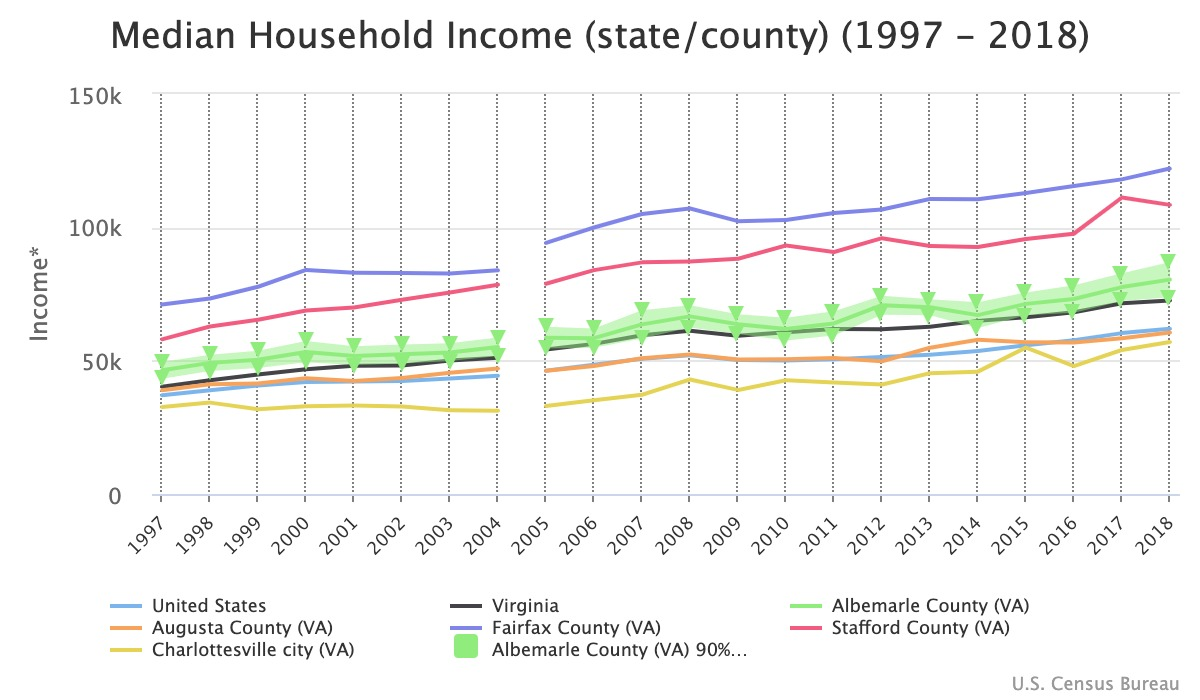 Median Household Income (state/county) (1997 – 2018)
150k
100k
50k
0
Income*
1997 1998 1999 2000 2001 2002 2003 2004 2005 2006 2007 2008 2009 2010 2011 2012 2013 2014 2015 2016 2017 2018
United States Virginia Albemarle County (VA)
Augusta County (VA) Fairfax County (VA) Stafford County (VA)
Charlottesville city (VA) Albemarle County (VA) 90%...
U.S. Census Bureau